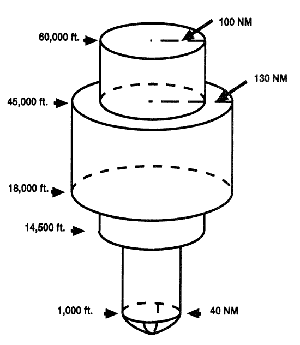 100 NM
60,000 ft.
130 NM
45,000 ft.
18,000 ft.
14,500 ft.
1,000 ft.
T
40 NM